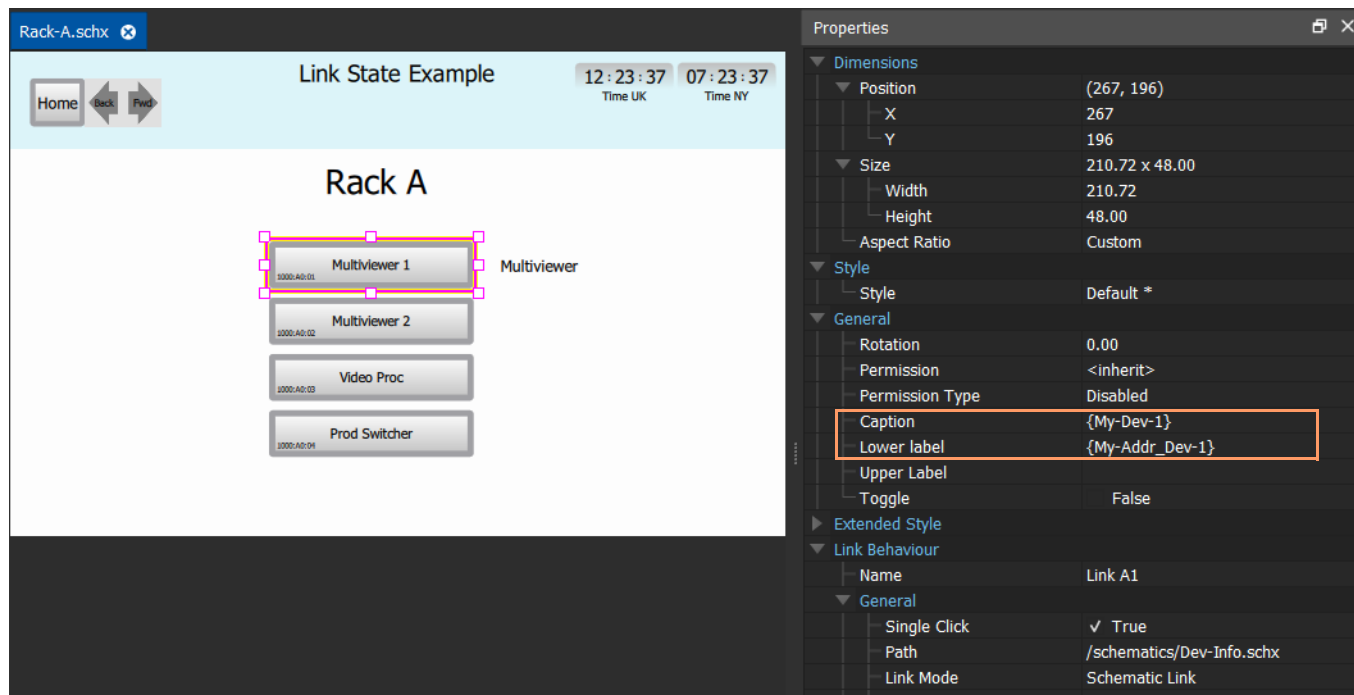 Rack-A.schx
Link State Example
Home
Back
Fwd
12:23:37
Time UK
07:23:37
Time NY
Rack A
Multiviewer 1
1000:A0:01
Multiviewer
Multiviewer 2
1000:A0:02
Video Proc
1000:A0:03
Prod Switcher
1000:A0:04
Properties
Dimensions
Position (267, 196)
X 267
Y 196
Size 210.72 x 48.00
Width 210.72
Height 48.00
Aspect Ratio Custom
Style
Style Default *
General
Rotation 0.00
Permission <inherit>
Permission Type Disabled
Caption {My-Dev-1}
Lower label {My-Addr_Dev-1}
Upper Label
Toggle False
Extended Style
Link Behaviour
Name Link A1
General
Single Click ✓ True
Path /schematics/Dev-Info.schx
Link Mode Schematic Link